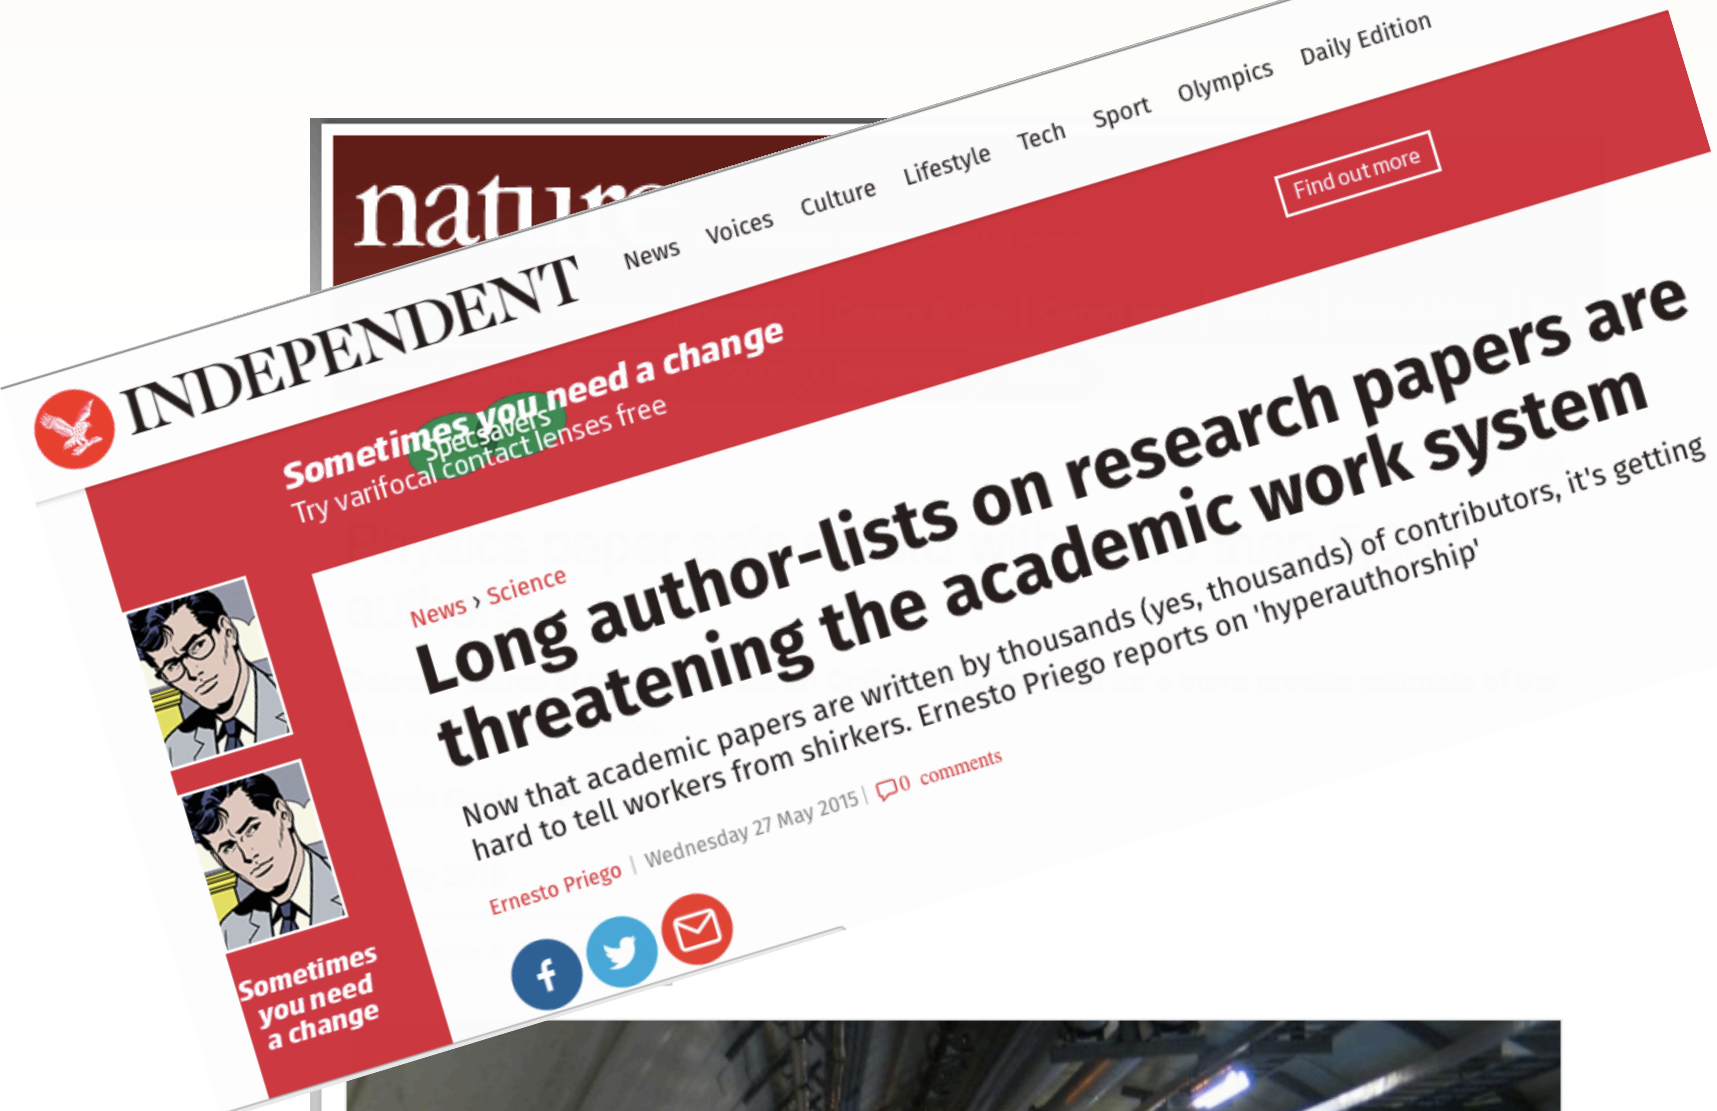 nature
INDEPENDENT
News Voices Culture Lifestyle Tech Sport Olympics Daily Edition
Find out more
Sometimes you need a change
Specsavers
Try varifocal contact lenses free
News › Science
Long author-lists on research papers are
threatening the academic work system
Now that academic papers are written by thousands (yes, thousands) of contributors, it's getting
hard to tell workers from shirkers. Ernesto Priego reports on 'hyperauthorship'
Ernesto Priego | Wednesday 27 May 2015 | 0 comments
Sometimes
you need
a change
Physics paper sets